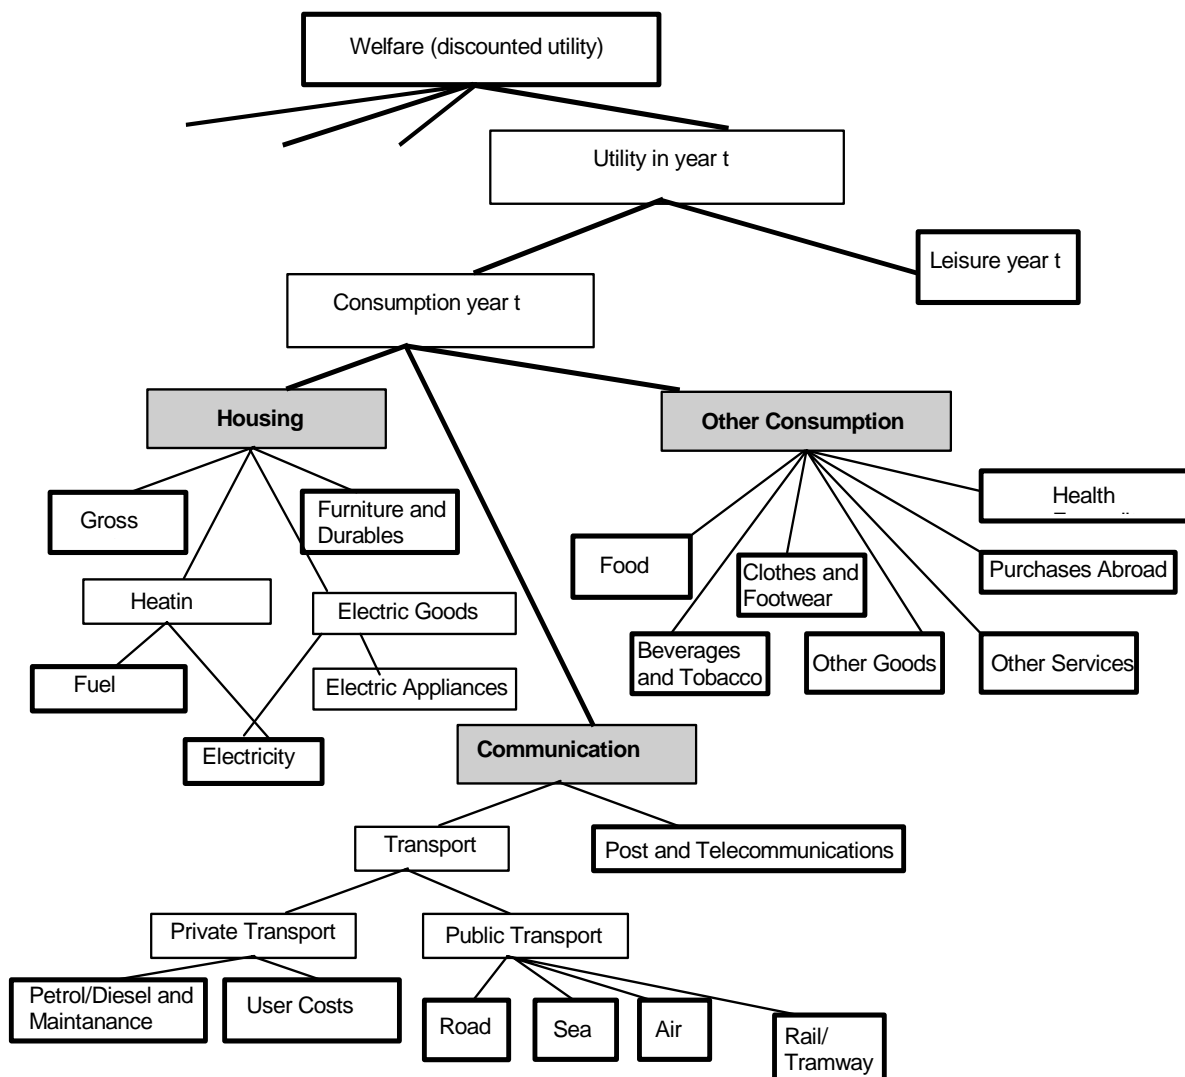 Welfare (discounted utility)
Utility in year t
Leisure year t
Consumption year t
Housing
Other Consumption
Gross
Furniture and
Durables
Health
Food
Clothes and
Footwear
Purchases Abroad
Heatin
Electric Goods
Beverages
and Tobacco
Other Goods
Other Services
Fuel
Electric Appliances
Electricity
Communication
Transport
Post and Telecommunications
Private Transport
Public Transport
Petrol/Diesel and
Maintanance
User Costs
Road
Sea
Air
Rail/
Tramway